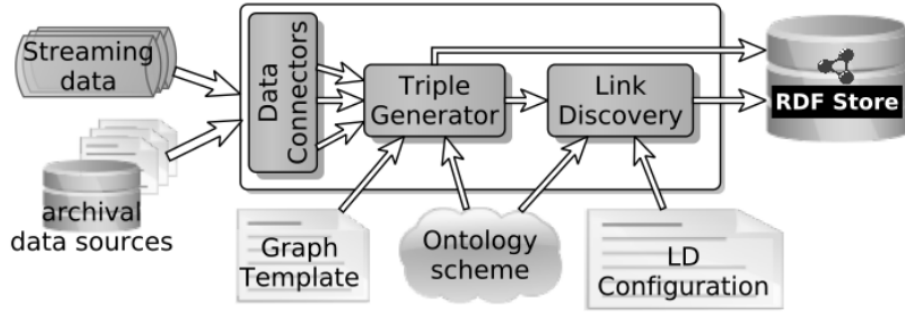 Streaming
data
archival
data sources
Data
Connectors
Triple
Generator
Link
Discovery
RDF Store
Graph
Template
Ontology
scheme
LD
Configuration